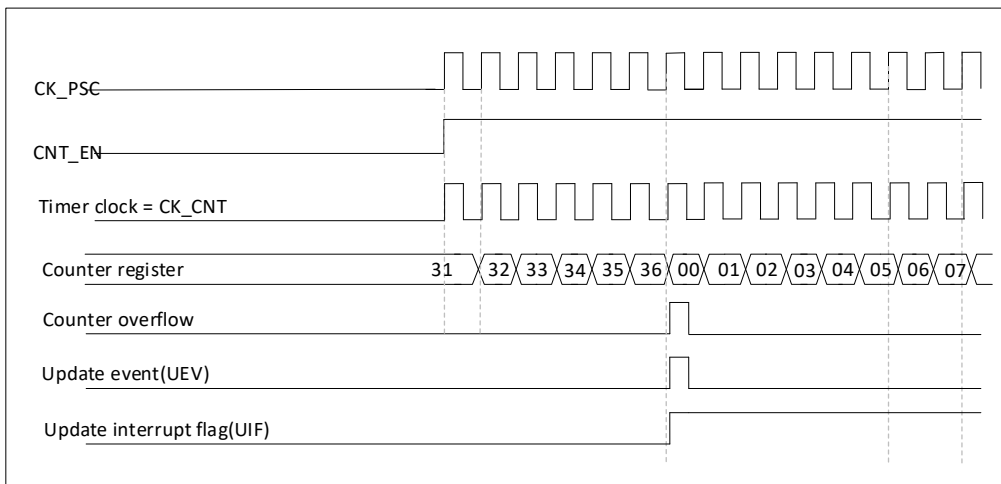 CK_PSC
CNT_EN
Timer clock = CK_CNT
Counter register 31 32 33 34 35 36 00 01 02 03 04 05 06 07
Counter overflow
Update event(UEV)
Update interrupt flag(UIF)